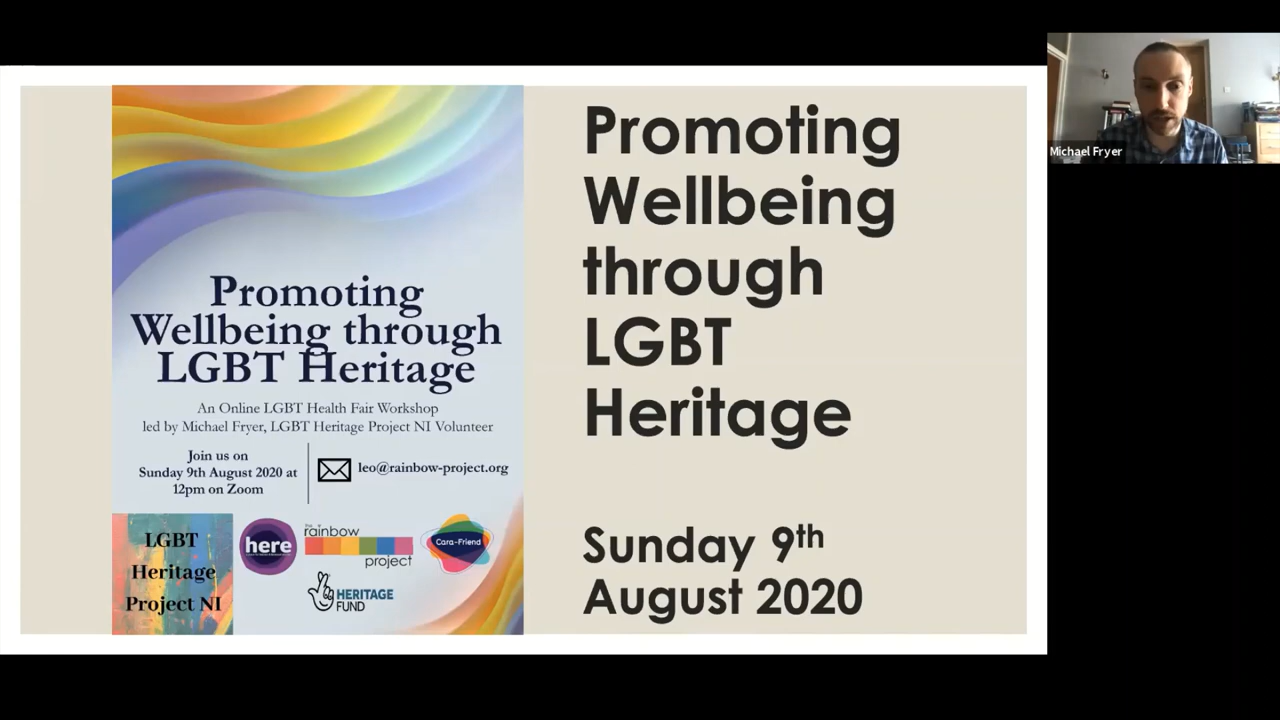 Promoting
Wellbeing through
LGBT Heritage
An Online LGBT Health Fair Workshop
led by Michael Fryer, LGBT Heritage Project NI Volunteer
Join us on
Sunday 9th August 2020 at
12pm on Zoom
leo@rainbow-project.org
LGBT
Heritage
Project NI
here
the
rainbow
project
Cara-Friend
HERITAGE
FUND
Promoting
Wellbeing
through
LGBT
Heritage
Sunday 9th
August 2020
Michael Fryer